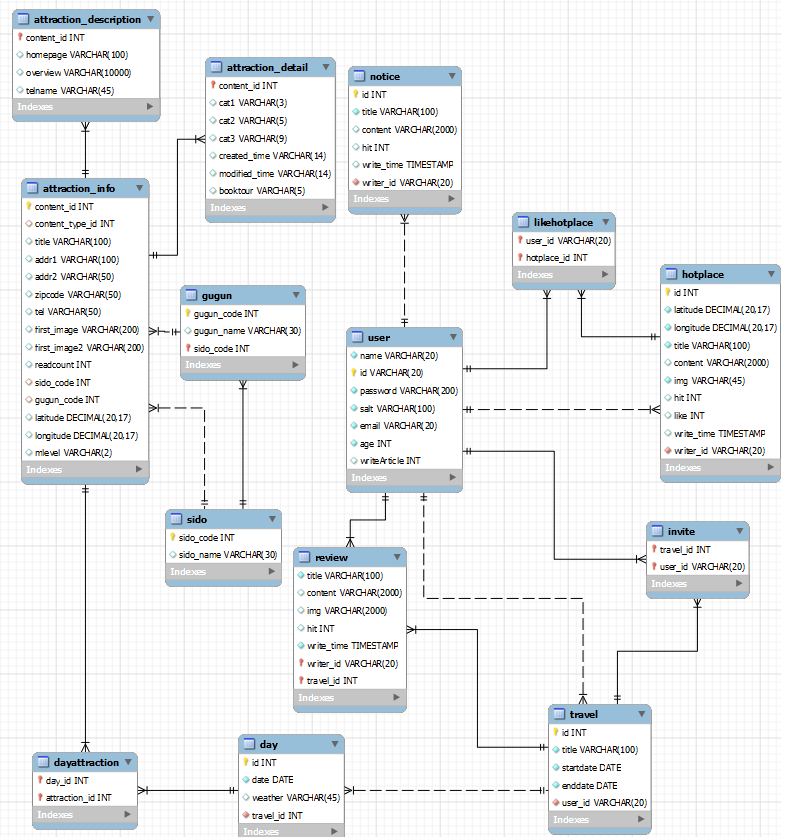 attraction_description
content_id INT
homepage VARCHAR(100)
overview VARCHAR(10000)
telname VARCHAR(45)
Indexes
attraction_detail
content_id INT
cat1 VARCHAR(3)
cat2 VARCHAR(5)
cat3 VARCHAR(9)
created_time VARCHAR(14)
modified_time VARCHAR(14)
booktour VARCHAR(5)
Indexes
notice
id INT
title VARCHAR(100)
content VARCHAR(2000)
hit INT
write_time TIMESTAMP
writer_id VARCHAR(20)
Indexes
attraction_info
content_id INT
content_type_id INT
title VARCHAR(100)
addr1 VARCHAR(100)
addr2 VARCHAR(50)
zipcode VARCHAR(50)
tel VARCHAR(50)
first_image VARCHAR(200)
first_image2 VARCHAR(200)
readcount INT
sido_code INT
gugun_code INT
latitude DECIMAL(20,17)
longitude DECIMAL(20,17)
mlevel VARCHAR(2)
Indexes
likehotplace
user_id VARCHAR(20)
hotplace_id INT
Indexes
hotplace
id INT
latitude DECIMAL(20,17)
longitude DECIMAL(20,17)
title VARCHAR(100)
content VARCHAR(2000)
img VARCHAR(45)
hit INT
like INT
write_time TIMESTAMP
writer_id VARCHAR(20)
Indexes
gugun
gugun_code INT
gugun_name VARCHAR(30)
sido_code INT
Indexes
user
name VARCHAR(20)
id VARCHAR(20)
password VARCHAR(200)
salt VARCHAR(100)
email VARCHAR(20)
age INT
writeArticle INT
Indexes
sido
sido_code INT
sido_name VARCHAR(30)
Indexes
invite
travel_id INT
user_id VARCHAR(20)
Indexes
review
title VARCHAR(100)
content VARCHAR(2000)
img VARCHAR(2000)
hit INT
write_time TIMESTAMP
writer_id VARCHAR(20)
travel_id INT
Indexes
travel
id INT
title VARCHAR(100)
startdate DATE
enddate DATE
user_id VARCHAR(20)
Indexes
day
id INT
date DATE
weather VARCHAR(45)
travel_id INT
Indexes
dayattraction
day_id INT
attraction_id INT
Indexes